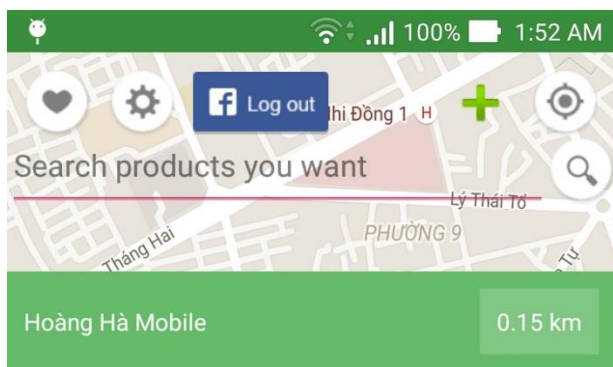 100% 1:52 AM
f Log out
hi Đồng 1 H
Search products you want
Lý Thái Tổ
PHƯỜNG 9
Tháng Hai
Tự
Hoàng Hà Mobile
0.15 km